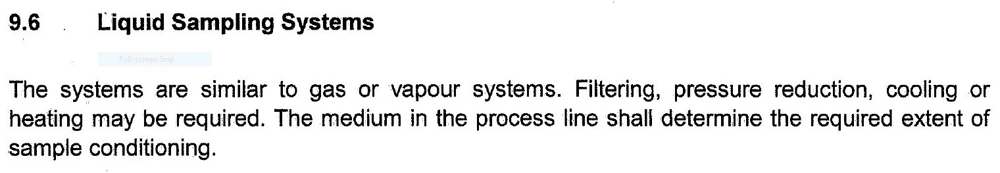 9.6 Liquid Sampling Systems
Full-screen Snip
The systems are similar to gas or vapour systems. Filtering, pressure reduction, cooling or
heating may be required. The medium in the process line shall determine the required extent of
sample conditioning.